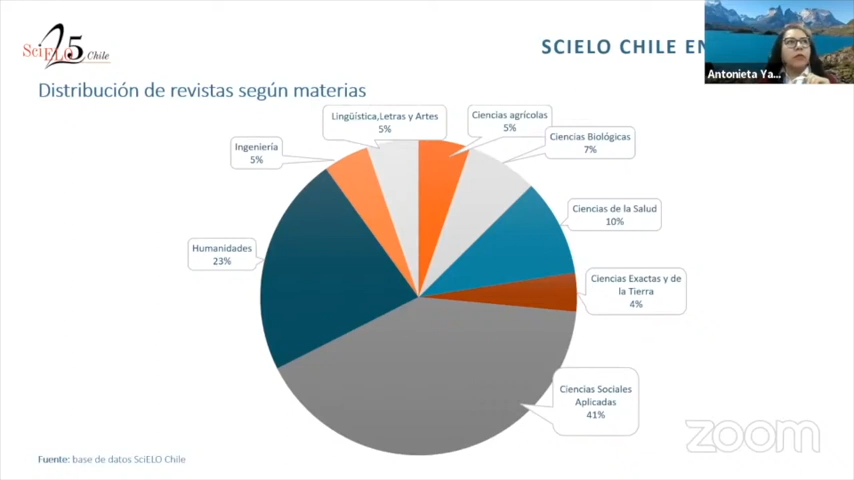 SciELO 25 Chile
SCIELO CHILE EN
Antonieta Ya...
Distribución de revistas según materias
Lingüística,Letras y Artes
5%
Ciencias agrícolas
5%
Ciencias Biológicas
7%
Ingeniería
5%
Ciencias de la Salud
10%
Humanidades
23%
Ciencias Exactas y de
la Tierra
4%
Ciencias Sociales
Aplicadas
41%
zoom
Fuente: base de datos SciELO Chile